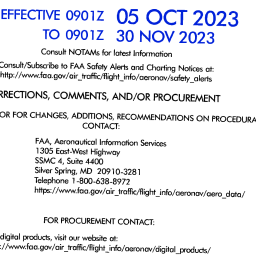 EFFECTIVE 0901Z 05 OCT 2023
TO 0901Z 30 NOV 2023
Consult NOTAMs for latest Information
Consult/Subscribe to FAA Safety Alerts and Charting Notices at:
http://www.faa.gov/air_traffic/flight_info/aeronav/safety_alerts
RRECTIONS, COMMENTS, AND/OR PROCUREMENT
OR FOR CHANGES, ADDITIONS, RECOMMENDATIONS ON PROCEDURA
CONTACT:
FAA, Aeronautical Information Services
1305 East-West Highway
SSMC 4, Suite 4400
Silver Spring, MD 20910-3281
Telephone 1-800-638-8972
https://www.faa.gov/air_traffic/flight_info/aeronav/aero_data/
FOR PROCUREMENT CONTACT:
digital products, visit our website at:
://www.faa.gov/air_traffic/flight_info/aeronav/digital_products/